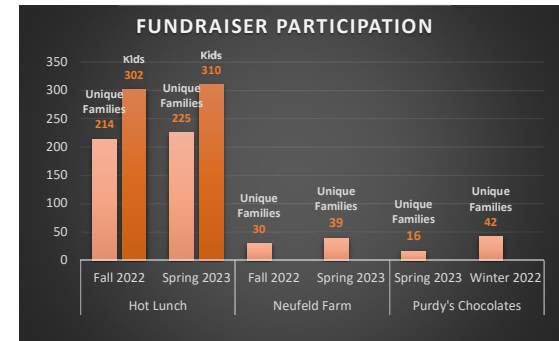 FUNDRAISER PARTICIPATION
350
300
250
200
150
100
50
0
Unique
Families
214
Kids
302
Unique
Families
225
Kids
310
Unique
Families
30
Unique
Families
39
Unique
Families
16
Unique
Families
42
Fall 2022
Spring 2023
Fall 2022
Spring 2023
Spring 2023
Winter 2022
Hot Lunch
Neufeld Farm
Purdy's Chocolates